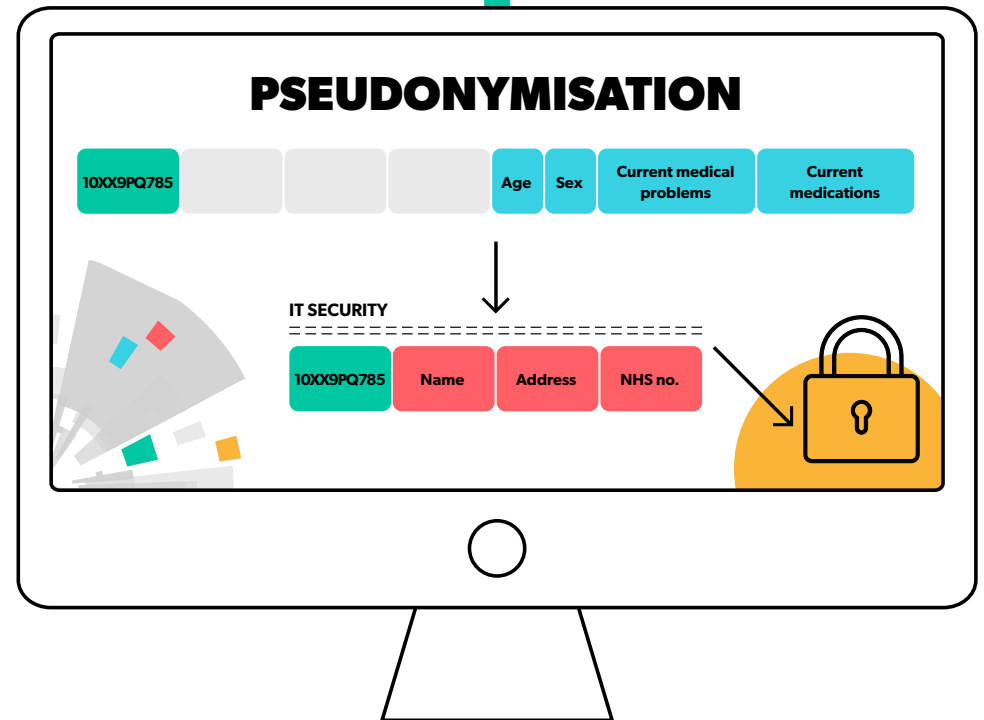 PSEUDONYMISATION
10XX9PQ785 Age Sex Current medical problems Current medications
IT SECURITY
10XX9PQ785 Name Address NHS no.